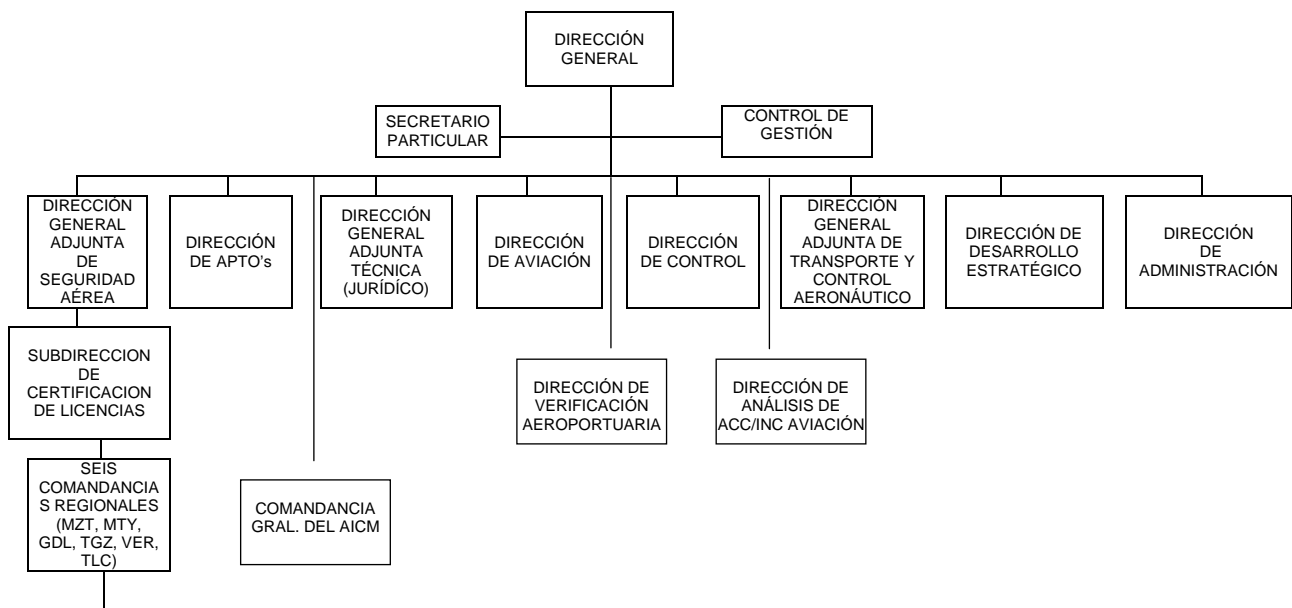 DIRECCIÓN
GENERAL
SECRETARIO
PARTICULAR
CONTROL DE
GESTIÓN
DIRECCIÓN
GENERAL
ADJUNTA
DE
SEGURIDAD
AÉREA
DIRECCIÓN
DE APTO's
DIRECCIÓN
GENERAL
ADJUNTA
TÉCNICA
(JURÍDÍCO)
DIRECCIÓN
DE AVIACIÓN
DIRECCIÓN
DE CONTROL
DIRECCIÓN
GENERAL
ADJUNTA DE
TRANSPORTE Y
CONTROL
AERONÁUTICO
DIRECCIÓN DE
DESARROLLO
ESTRATÉGICO
DIRECCIÓN
DE
ADMINISTRACIÓN
SUBDIRECCION
DE
CERTIFICACION
DE LICENCIAS
DIRECCIÓN DE
VERIFICACIÓN
AEROPORTUARIA
DIRECCIÓN DE
ANÁLISIS DE
ACC/INC AVIACIÓN
SEIS
COMANDANCIA
S REGIONALES
(MZT, MTY,
GDL, TGZ, VER,
TLC)
COMANDANCIA
GRAL. DEL AICM